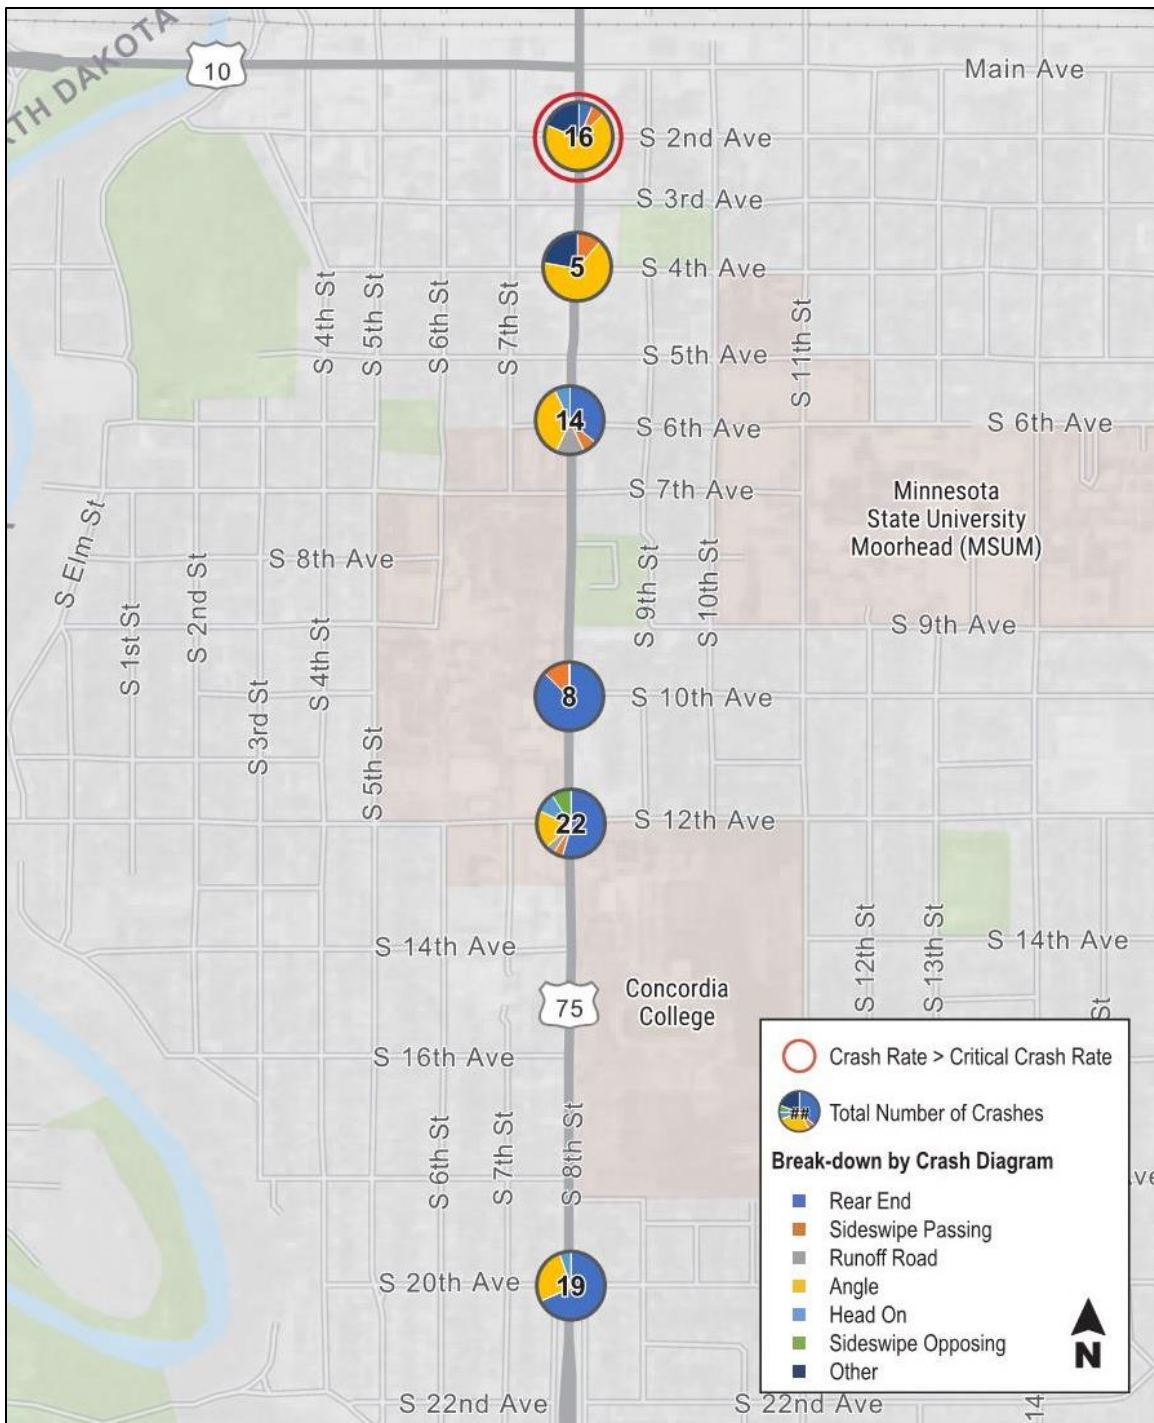 NORTH DAKOTA
10
Main Ave
16
S 2nd Ave
S 3rd Ave
5
S 4th Ave
S 4th St
S 5th St
S 6th St
S 7th St
S 11th St
S 5th Ave
14
S 6th Ave
S 6th Ave
S 7th Ave
Minnesota
State University
Moorhead (MSUM)
S Elm St
S 8th Ave
S 1st St
S 2nd St
S 3rd St
S 4th St
S 5th St
S 9th St
S 10th St
S 9th Ave
8
S 10th Ave
22
S 12th Ave
S 14th Ave
S 12th St
S 13th St
S 14th Ave
St
75
Concordia
College
S 16th Ave
S 6th St
S 7th St
S 8th St
Ave
19
S 20th Ave
S 22nd Ave
S 22nd Ave
14
Crash Rate > Critical Crash Rate
## Total Number of Crashes
Break-down by Crash Diagram
Rear End
Sideswipe Passing
Runoff Road
Angle
Head On
Sideswipe Opposing
Other
N